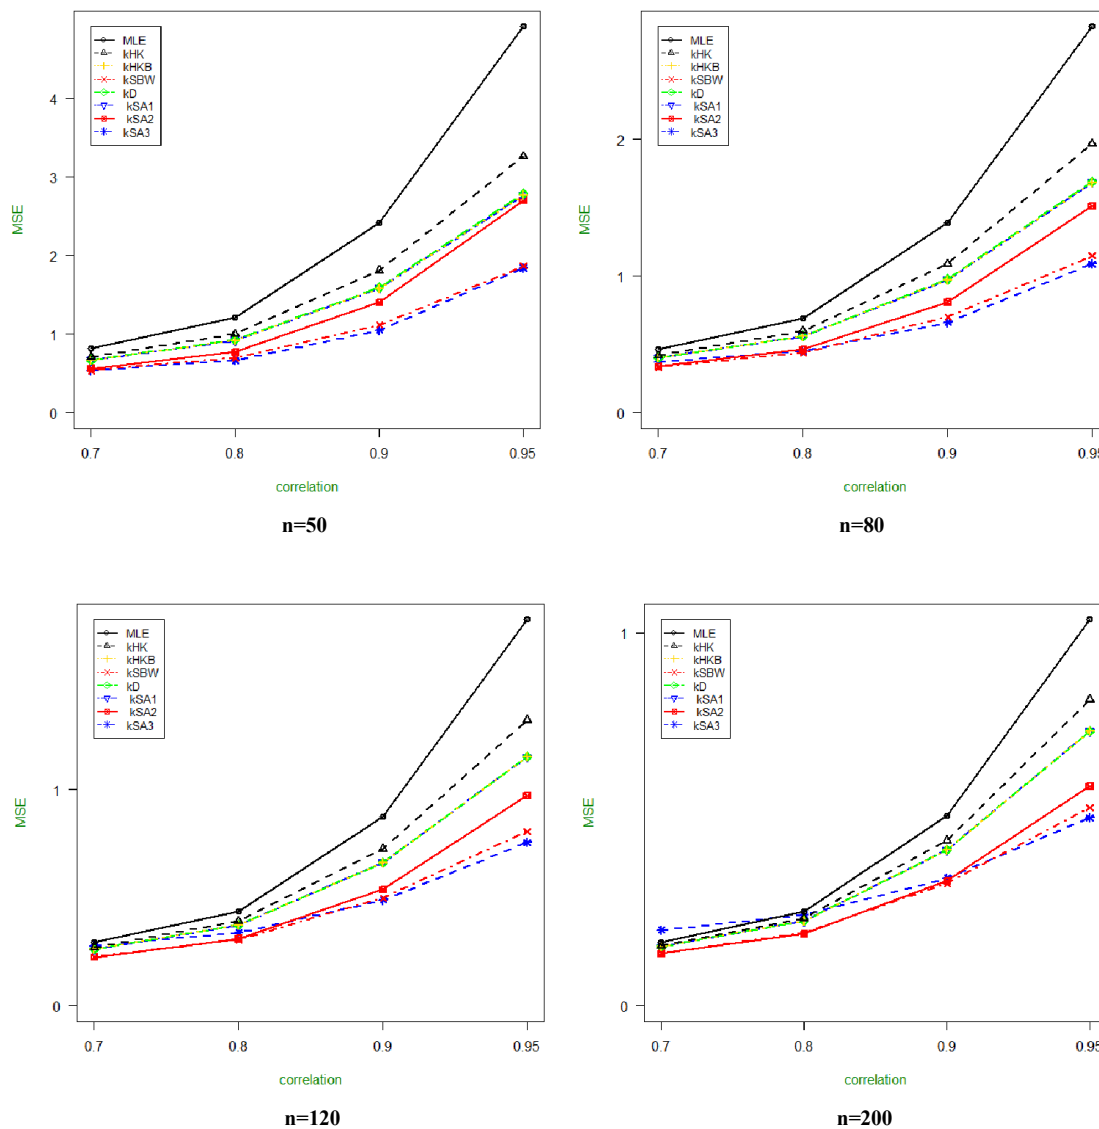 MLE
kHK
kHKB
kSBW
kD
kSA1
kSA2
kSA3
MSE
4
3
2
1
0
0.7 0.8 0.9 0.95
correlation
n=50
MLE
kHK
kHKB
kSBW
kD
kSA1
kSA2
kSA3
MSE
2
1
0
0.7 0.8 0.9 0.95
correlation
n=80
MLE
kHK
kHKB
kSBW
kD
kSA1
kSA2
kSA3
MSE
1
0
0.7 0.8 0.9 0.95
correlation
n=120
MLE
kHK
kHKB
kSBW
kD
kSA1
kSA2
kSA3
MSE
1
0
0.7 0.8 0.9 0.95
correlation
n=200